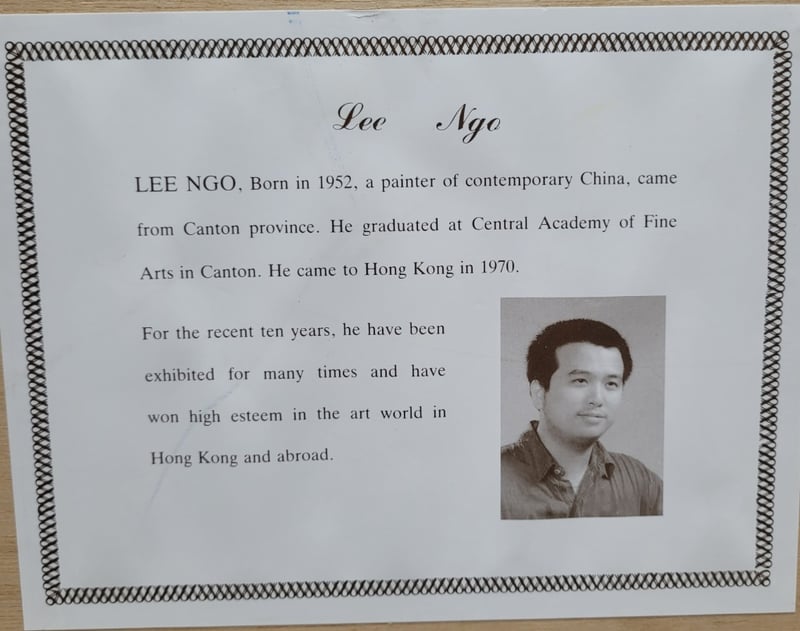 Lee Ngo
LEE NGO, Born in 1952, a painter of contemporary China, came
from Canton province. He graduated at Central Academy of Fine
Arts in Canton. He came to Hong Kong in 1970.
For the recent ten years, he have been
exhibited for many times and have
won high esteem in the art world in
Hong Kong and abroad.